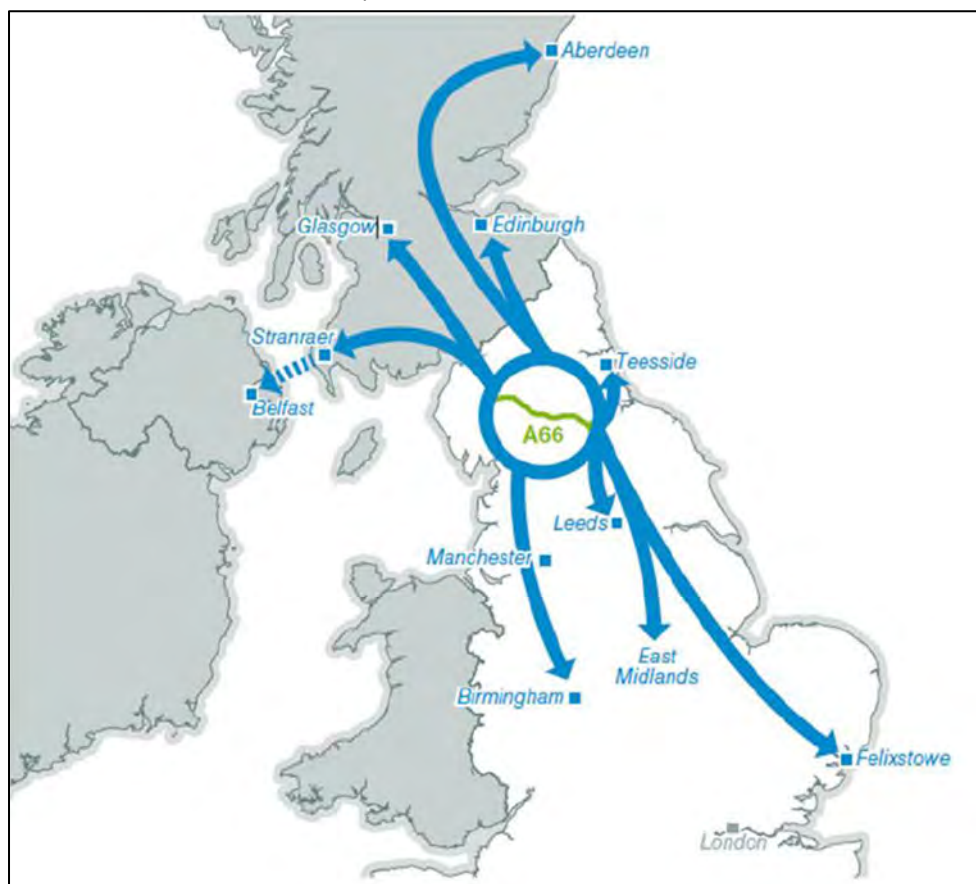 Aberdeen
Glasgow
Edinburgh
Stranraer
Teesside
Belfast
A66
Leeds
Manchester
East
Midlands
Birmingham
Felixstowe
London